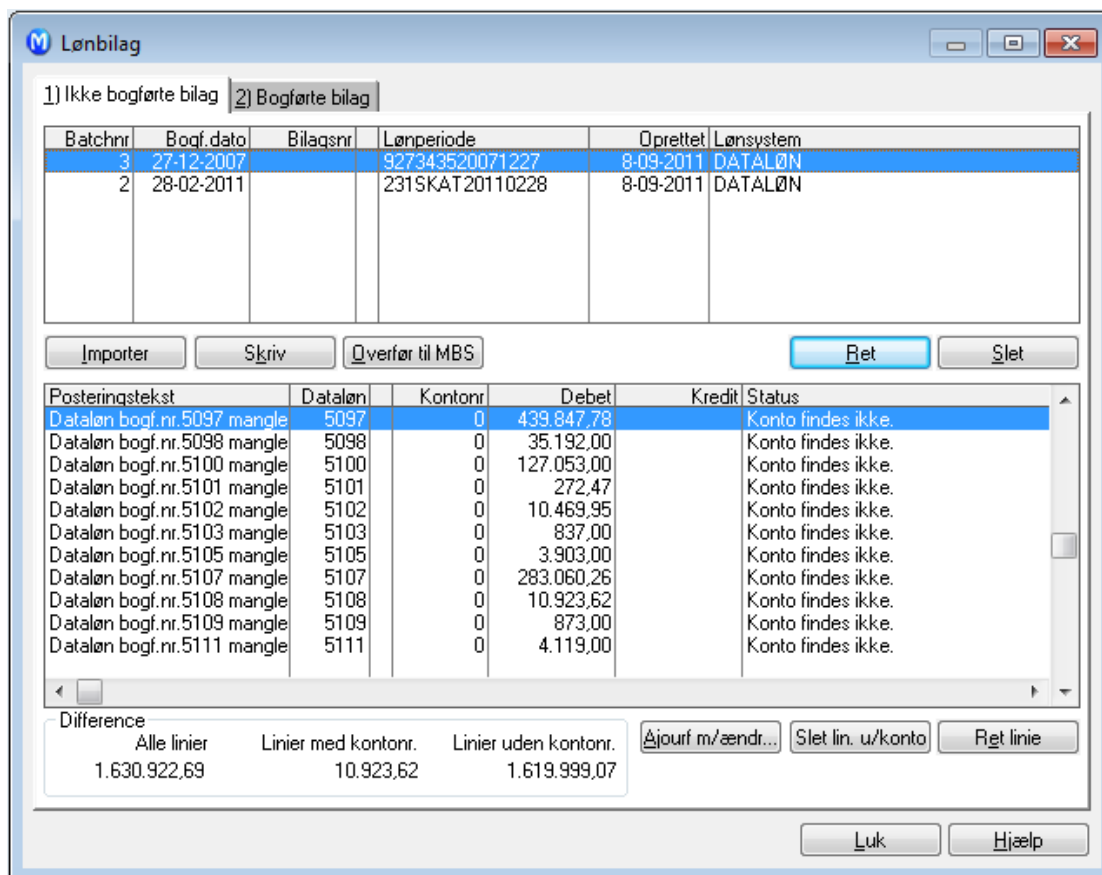 Lønbilag
1) Ikke bogførte bilag 2) Bogførte bilag
Batchnr Bogf.dato Bilagsnr Lønperiode Oprettet Lønsystem
3 27-12-2007 927343520071227 8-09-2011 DATALØN
2 28-02-2011 231SKAT20110228 8-09-2011 DATALØN
Importer Skriv Overfør til MBS Ret Slet
Posteringstekst Dataløn Kontonr Debet Kredit Status
Dataløn bogf.nr.5097 mangle 5097 0 439.847,78 Konto findes ikke.
Dataløn bogf.nr.5098 mangle 5098 0 35.192,00 Konto findes ikke.
Dataløn bogf.nr.5100 mangle 5100 0 127.053,00 Konto findes ikke.
Dataløn bogf.nr.5101 mangle 5101 0 272,47 Konto findes ikke.
Dataløn bogf.nr.5102 mangle 5102 0 10.469,95 Konto findes ikke.
Dataløn bogf.nr.5103 mangle 5103 0 837,00 Konto findes ikke.
Dataløn bogf.nr.5105 mangle 5105 0 3.903,00 Konto findes ikke.
Dataløn bogf.nr.5107 mangle 5107 0 283.060,26 Konto findes ikke.
Dataløn bogf.nr.5108 mangle 5108 0 10.923,62 Konto findes ikke.
Dataløn bogf.nr.5109 mangle 5109 0 873,00 Konto findes ikke.
Dataløn bogf.nr.5111 mangle 5111 0 4.119,00 Konto findes ikke.
Difference
Alle linier Linier med kontonr. Linier uden kontonr. Ajourf m/ændr... Slet lin. u/konto Ret linie
1.630.922,69 10.923,62 1.619.999,07
Luk Hjælp